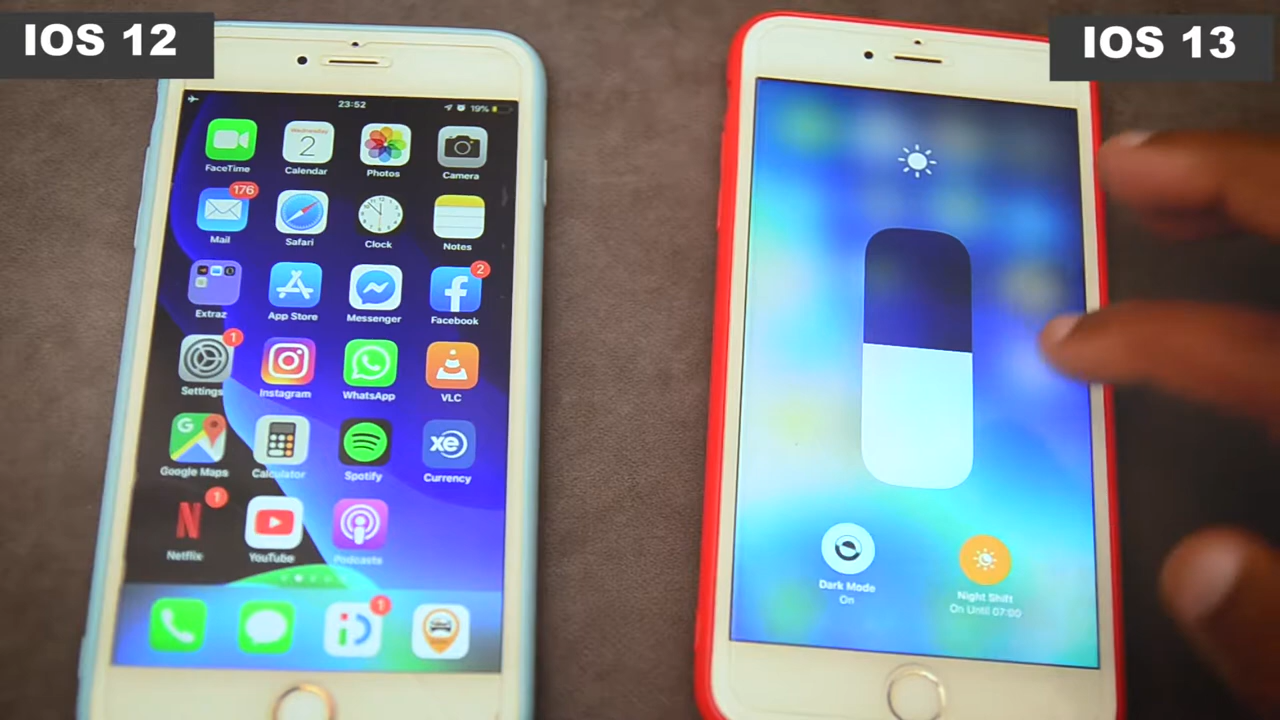 IOS 12
IOS 13
23:52
19%
Wednesday
2
FaceTime
Calendar
Photos
Camera
176
Mail
Safari
Clock
Notes
2
Extraz
App Store
Messenger
Facebook
1
Settings
Instagram
WhatsApp
VLC
G
xe
Google Maps
Calculator
Spotify
Currency
1
N
Netflix
YouTube
Podcasts
1
iD
Dark Mode
On
Night Shift
On Until 07:00